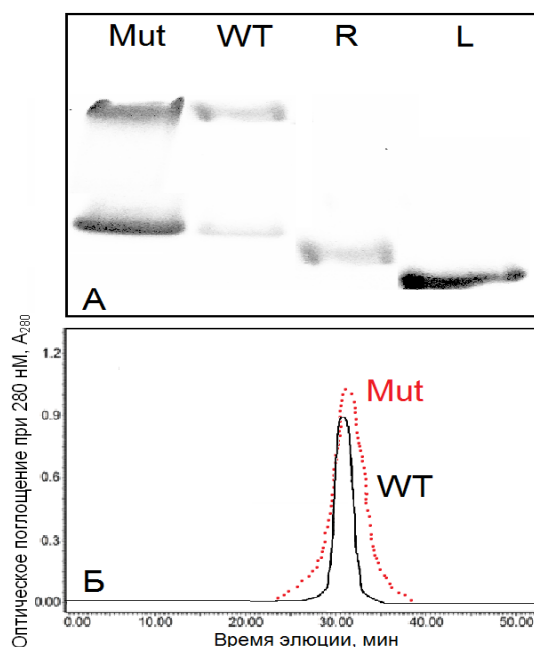 Mut WT R L
А
Оптическое поглощение при 280 нМ, A280
1.2
0.9
0.6
0.3
0.00
Mut
WT
Б
0.00 10.00 20.00 30.00 40.00 50.00
Время элюции, мин